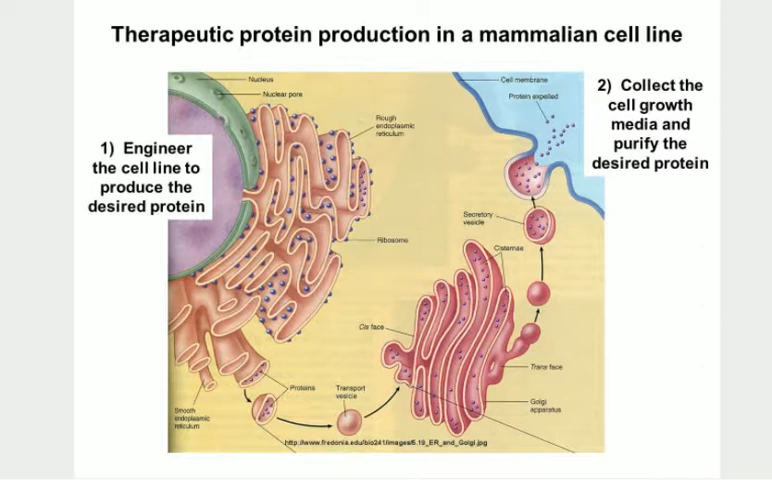 Therapeutic protein production in a mammalian cell line
1) Engineer
the cell line to
produce the
desired protein
2) Collect the
cell growth
media and
purify the
desired protein
Nucleus
Nuclear pore
Rough
endoplasmic
reticulum
Ribosome
Cell membrane
Protein expelled
Secretory
vesicle
Cisternae
Cis face
Trans face
Golgi
apparatus
Proteins
Transport
vesicle
Smooth
endoplasmic
reticulum
http://www.fredonia.edu/bio241/images/5.19_ER_and_Golgi.jpg